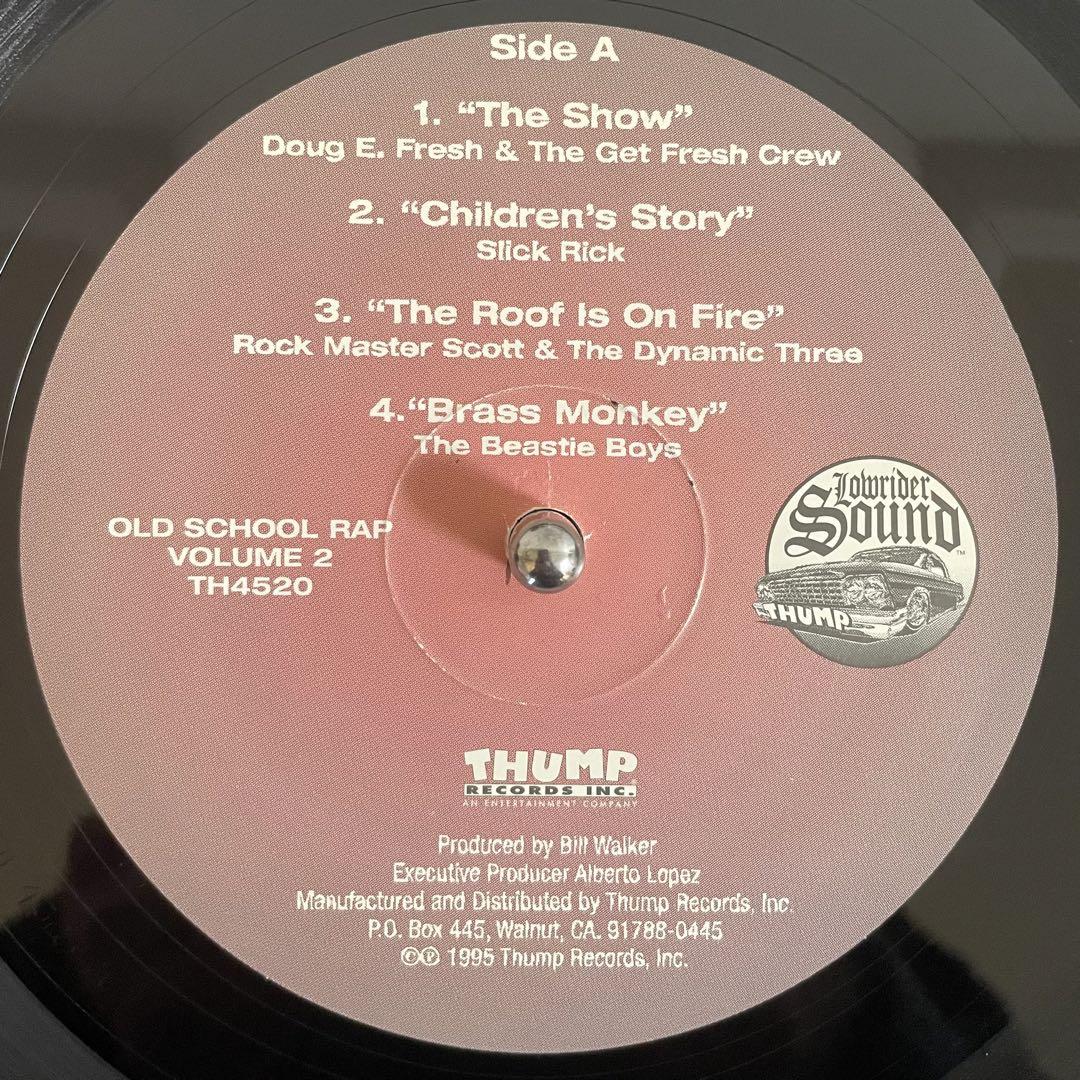 Side A
1. “The Show”
Doug E. Fresh & The Get Fresh Crew
2. “Children’s Story”
Slick Rick
3. “The Roof Is On Fire”
Rock Master Scott & The Dynamic Three
4.“Brass Monkey”
The Beastie Boys
OLD SCHOOL RAP
VOLUME 2
TH4520
Lowrider
Sound™
THUMP
THUMP
RECORDS INC.
AN ENTERTAINMENT COMPANY
Produced by Bill Walker
Executive Producer Alberto Lopez
Manufactured and Distributed by Thump Records, Inc.
P.O. Box 445, Walnut, CA. 91788-0445
©℗ 1995 Thump Records, Inc.